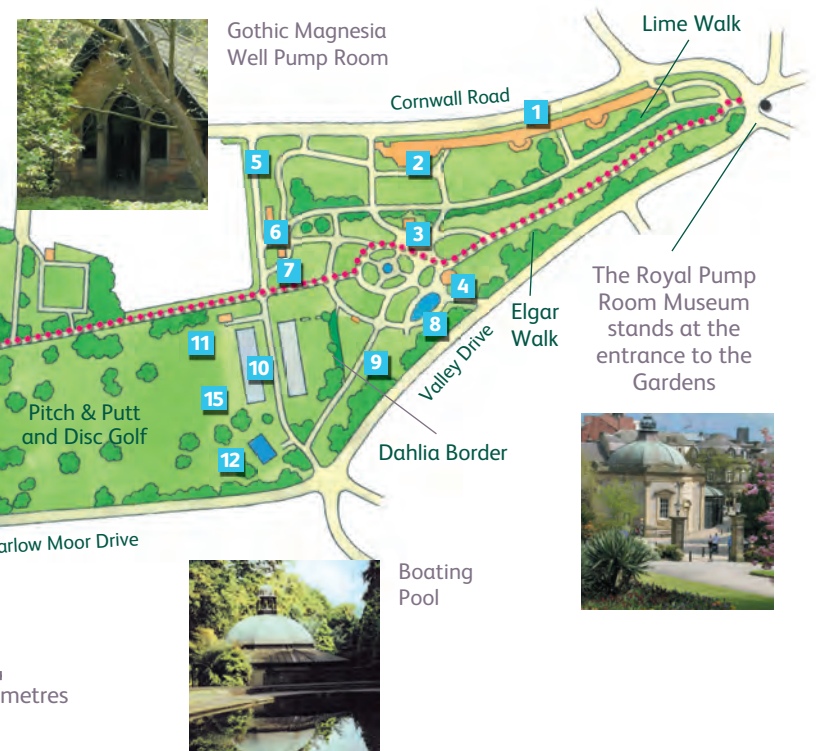 Gothic Magnesia
Well Pump Room
Lime Walk
Cornwall Road
1
2
5
3
6
7
4
8
The Royal Pump
Room Museum
stands at the
entrance to the
Gardens
Elgar
Walk
Valley Drive
11
10
9
15
Pitch & Putt
and Disc Golf
12
Dahlia Border
arlow Moor Drive
Boating
Pool
metres